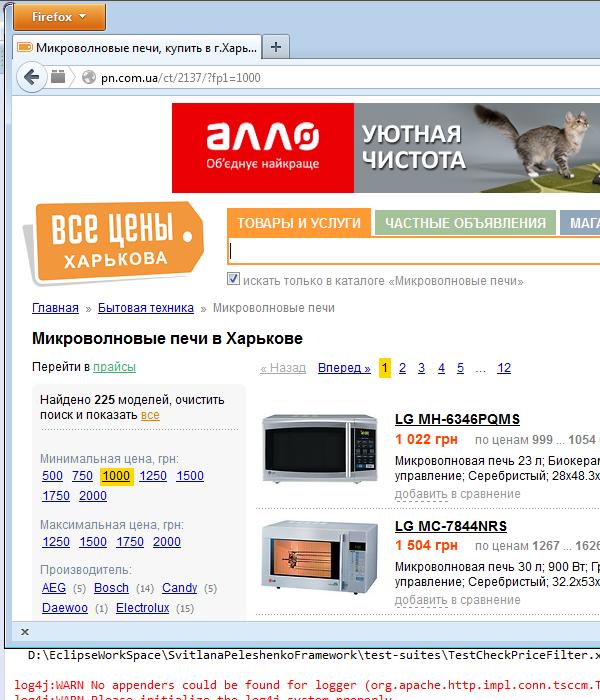 Firefox
Микроволновые печи, купить в г.Харь...
pn.com.ua/ct/2137/?fp1=1000
алло
Об'єднує найкраще
УЮТНАЯ
ЧИСТОТА
ВСЕ ЦЕНЫ
ХАРЬКОВА
ТОВАРЫ И УСЛУГИ
ЧАСТНЫЕ ОБЪЯВЛЕНИЯ
МАГА
искать только в каталоге «Микроволновые печи»
Главная » Бытовая техника » Микроволновые печи
Микроволновые печи в Харькове
Перейти в прайсы
« Назад Вперед » 1 2 3 4 5 ... 12
Найдено 225 моделей, очистить
поиск и показать все
Минимальная цена, грн:
500 750 1000 1250 1500
1750 2000
Максимальная цена, грн:
1250 1500 1750 2000
Производитель:
AEG (5) Bosch (14) Candy (5)
Daewoo (1) Electrolux (15)
LG MH-6346PQMS
1 022 грн по ценам 999 ... 1054
Микроволновая печь 23 л; Биокерам
управление; Серебристый; 28x48.3x
добавить в сравнение
LG MC-7844NRS
1 504 грн по ценам 1267 ... 1626
Микроволновая печь 30 л; 900 Вт; Гр
управление; Серебристый; 32.2x53x
добавить в сравнение
D:\EclipseWorkSpace\SvitlanaPeleshenkoFramework\test-suites\TestCheckPriceFilter.x
log4j:WARN No appenders could be found for logger (org.apache.http.impl.conn.tsccm.T
log4j:WARN Please initialize the log4j system properly.